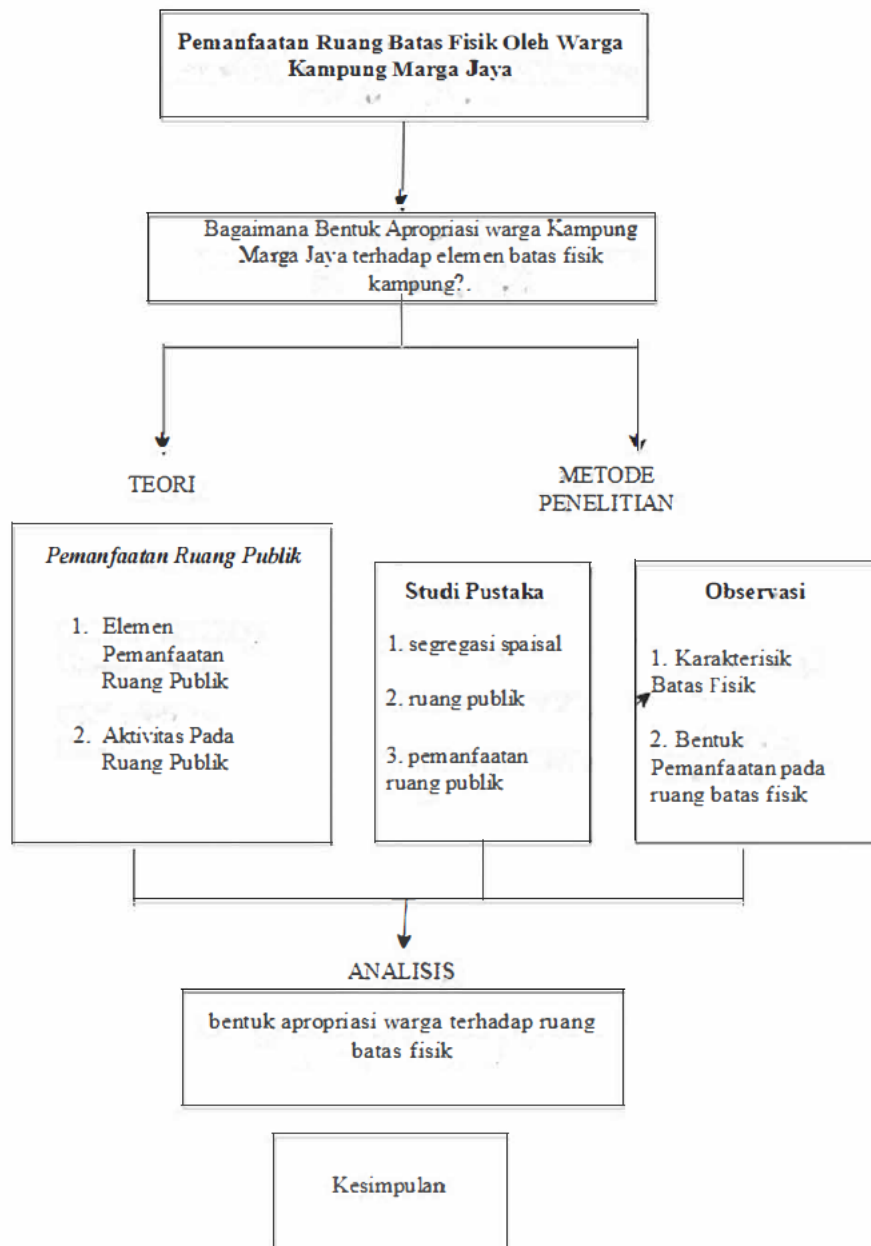 Pemanfaatan Ruang Batas Fisik Oleh Warga
Kampung Marga Jaya
Bagaimana Bentuk Apropriasi warga Kampung
Marga Jaya terhadap elemen batas fisik
kampung?.
TEORI
METODE
PENELITIAN
Pemanfaatan Ruang Publik
1. Elemen
Pemanfaatan
Ruang Publik
2. Aktivitas Pada
Ruang Publik
Studi Pustaka
1. segregasi spaisal
2. ruang publik
3. pemanfaatan
ruang publik
Observasi
1. Karakterisik
Batas Fisik
2. Bentuk
Pemanfaatan pada
ruang batas fisik
ANALISIS
bentuk apropriasi warga terhadap ruang
batas fisik
Kesimpulan